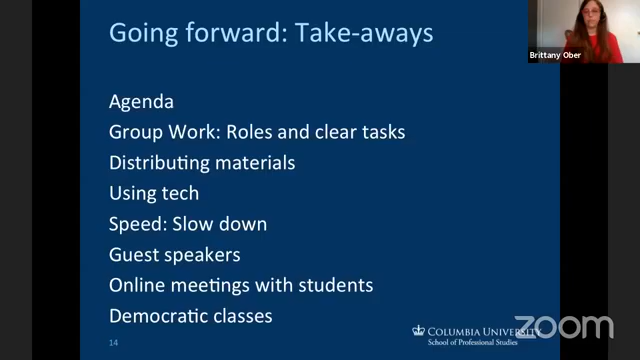 Going forward: Take-aways
Brittany Ober
Agenda
Group Work: Roles and clear tasks
Distributing materials
Using tech
Speed: Slow down
Guest speakers
Online meetings with students
Democratic classes
14
COLUMBIA UNIVERSITY
School of Professional Studies
zoom